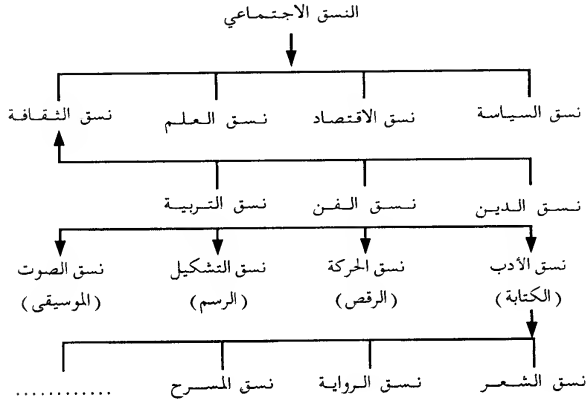 النسق الاجتماعي
نسق السياسة نسق الاقتصاد نسق العلم نسق الثقافة
نسق الدين نسق الفن نسق التربية
نسق الأدب نسق الحركة نسق التشكيل نسق الصوت
(الكتابة) (الرقص) (الرسم) (الموسيقى)
نسق الشعر نسق الرواية نسق المسرح ............